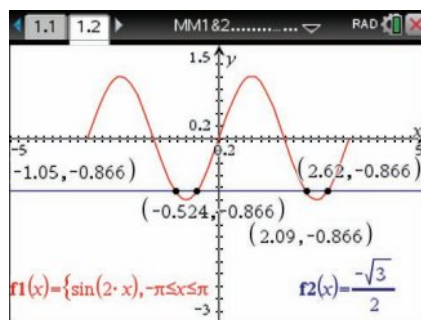 1.1 1.2 MM1&2........... ... RAD
1.5 y
0.2
x
-5 0.2 5
-1.05,-0.866) (2.62,-0.866)
(-0.524,-0.866)
(2.09,-0.866)
f1(x)={sin(2·x),-π≤x≤π f2(x)=-√3/2
-3